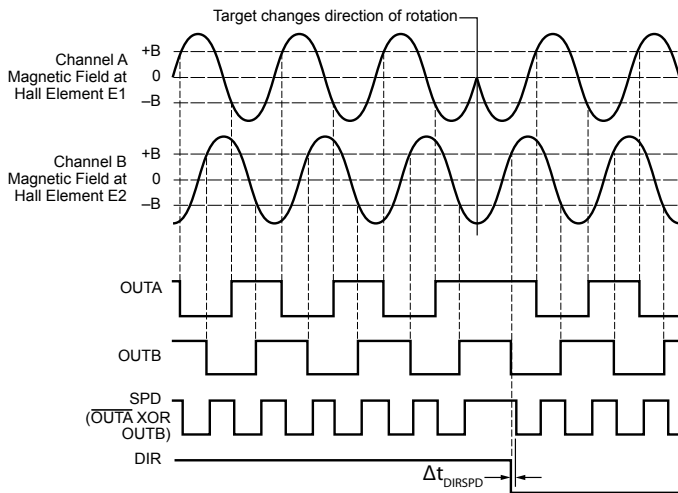 Target changes direction of rotation
Channel A
Magnetic Field at
Hall Element E1
+B
0
–B
Channel B
Magnetic Field at
Hall Element E2
+B
0
–B
OUTA
OUTB
SPD
(OUTA XOR
OUTB)
DIR
Δt DIRSPD